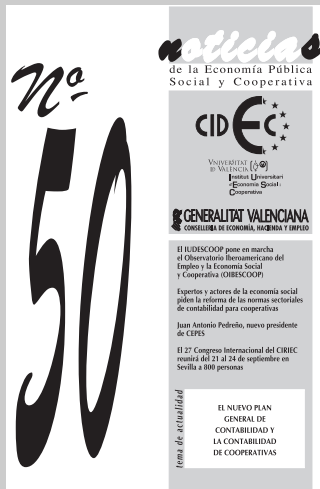 Nº
50
noticias
de la Economía Pública
Social y Cooperativa
CIDEC
VNIVERSITAT
ID VALÈNCIA
Institut Universitari
d'Economia Social i
Cooperativa
GENERALITAT VALENCIANA
CONSELLERIA DE ECONOMÍA, HACIENDA Y EMPLEO
El IUDESCOOP pone en marcha
el Observatorio Iberoamericano del
Empleo y la Economía Social
y Cooperativa (OIBESCOOP)
Expertos y actores de la economía social
piden la reforma de las normas sectoriales
de contabilidad para cooperativas
Juan Antonio Pedreño, nuevo presidente
de CEPES
El 27 Congreso Internacional del CIRIEC
reunirá del 21 al 24 de septiembre en
Sevilla a 800 personas
tema de actualidad
EL NUEVO PLAN
GENERAL DE
CONTABILIDAD Y
LA CONTABILIDAD
DE COOPERATIVAS